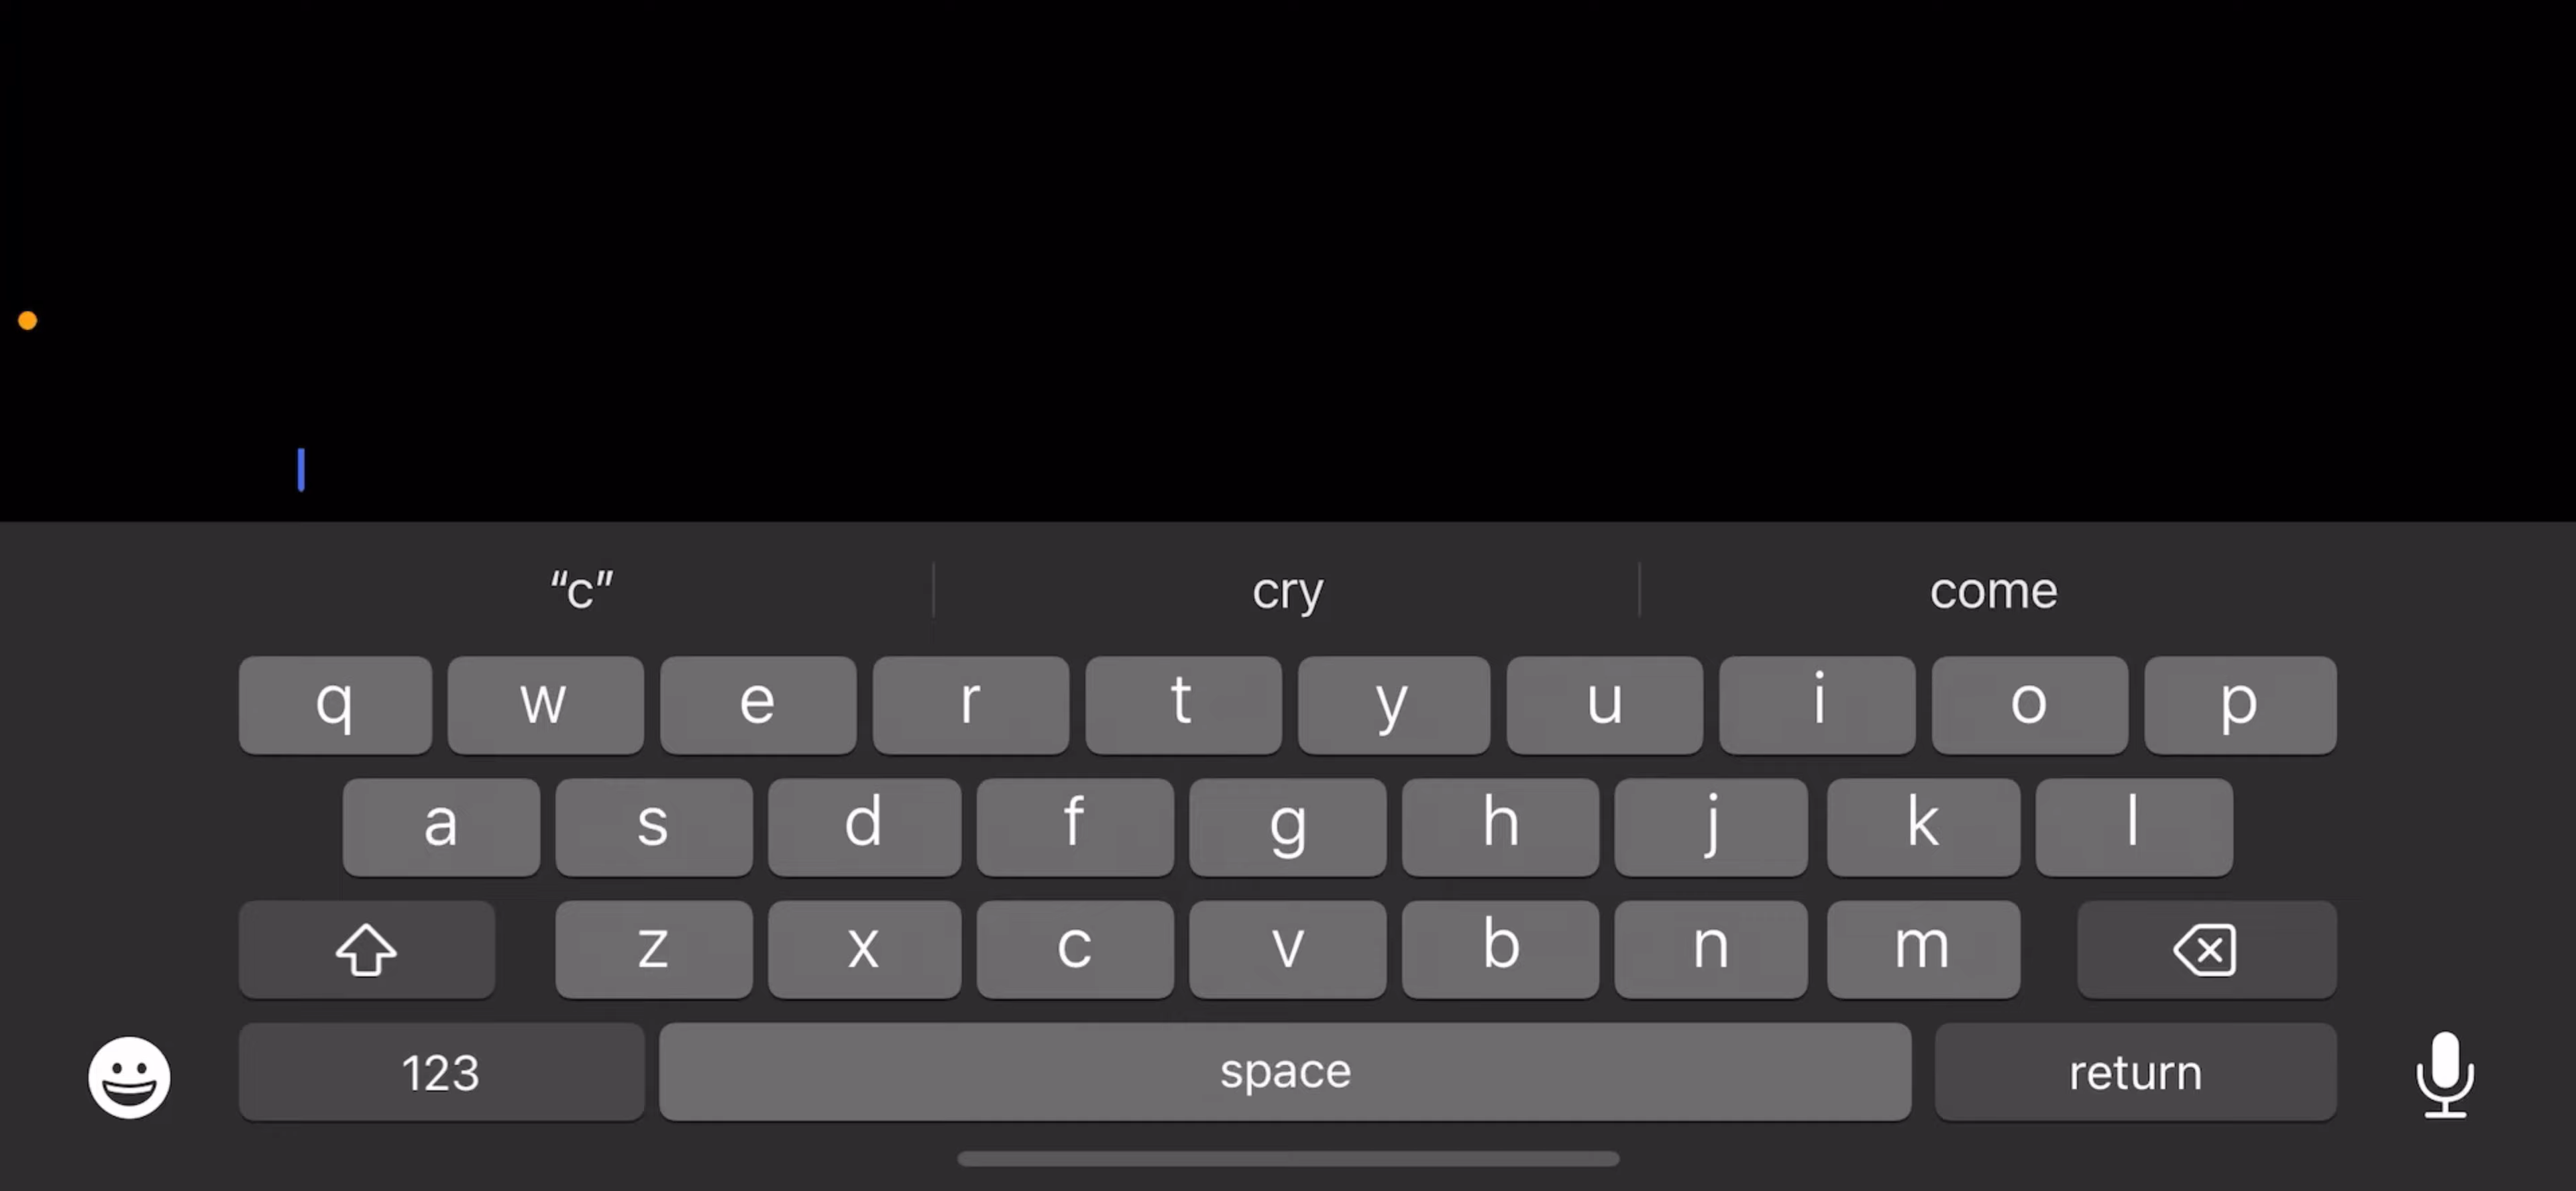 “c” cry come
q w e r t y u i o p
a s d f g h j k l
z x c v b n m
123 space return